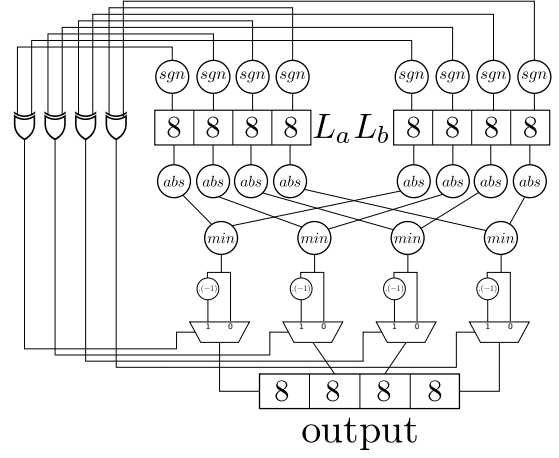 sgn sgn sgn sgn sgn sgn sgn sgn
8 8 8 8 L_a L_b 8 8 8 8
abs abs abs abs abs abs abs abs
min min min min
.(−1) .(−1) .(−1) .(−1)
1 0 1 0 1 0 1 0
8 8 8 8
output